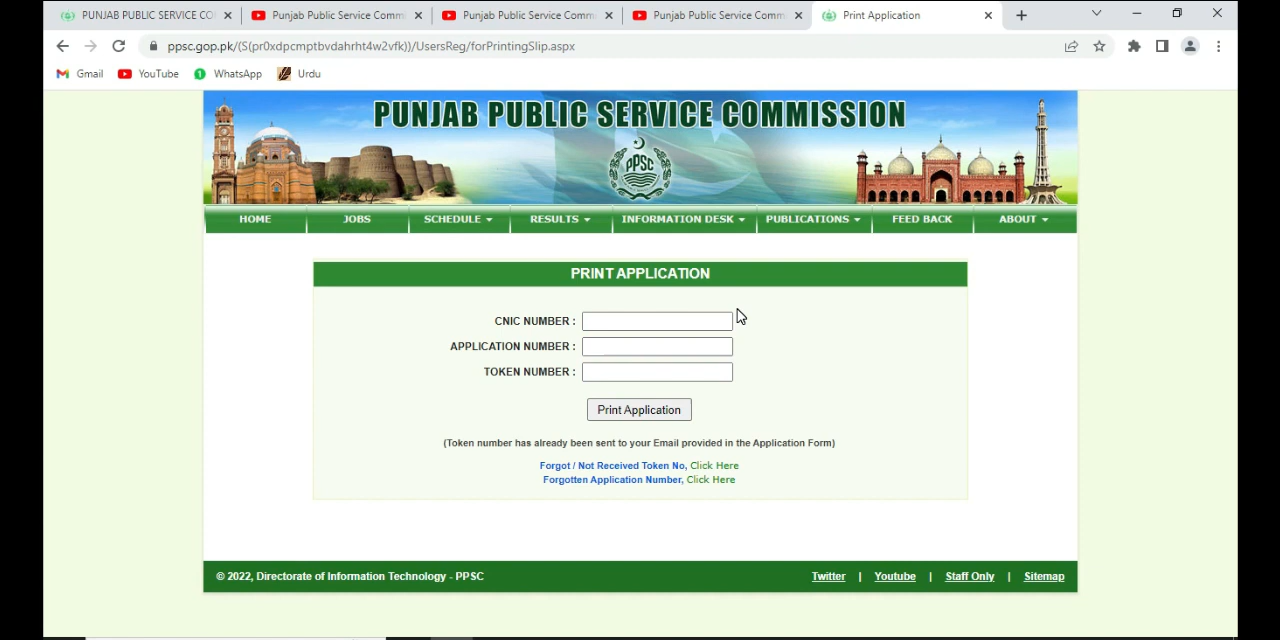 PUNJAB PUBLIC SERVICE CO
Punjab Public Service Comm
Punjab Public Service Comm
Punjab Public Service Comm
Print Application
ppsc.gop.pk/(S(pr0xdpcmptbvdahrht4w2vfk))/UsersReg/forPrintingSlip.aspx
Gmail YouTube 1 WhatsApp Urdu
PUNJAB PUBLIC SERVICE COMMISSION
PPSC
HOME JOBS SCHEDULE RESULTS INFORMATION DESK PUBLICATIONS FEED BACK ABOUT
PRINT APPLICATION
CNIC NUMBER :
APPLICATION NUMBER :
TOKEN NUMBER :
Print Application
(Token number has already been sent to your Email provided in the Application Form)
Forgot / Not Received Token No, Click Here
Forgotten Application Number, Click Here
© 2022, Directorate of Information Technology - PPSC Twitter | Youtube | Staff Only | Sitemap